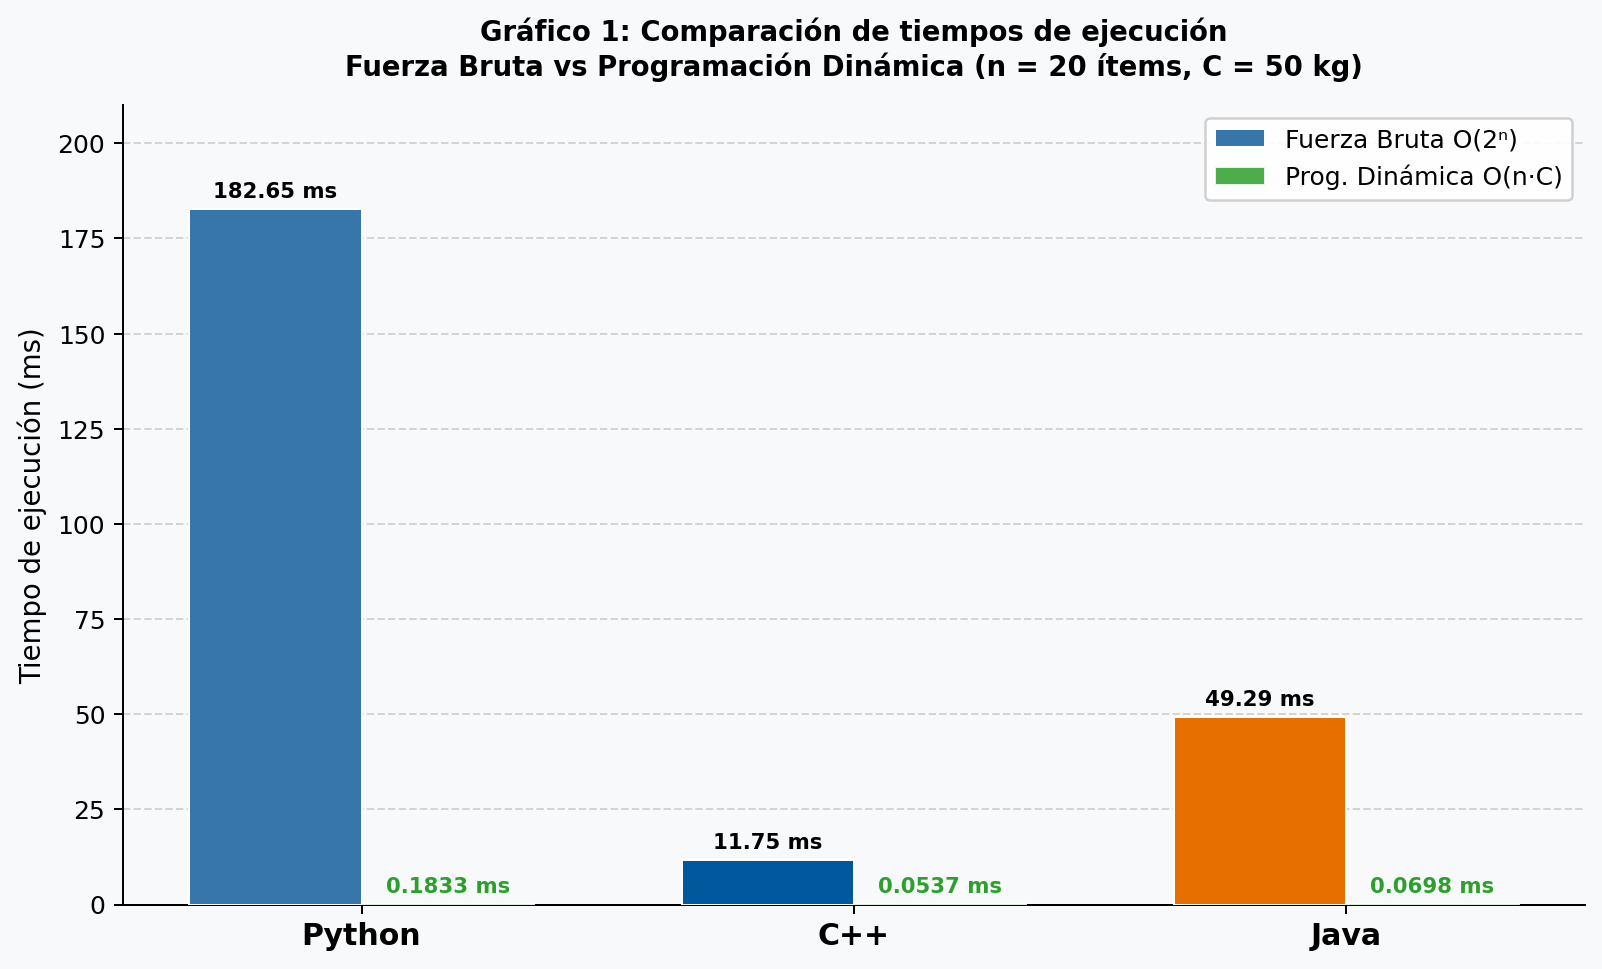 Gráfico 1: Comparación de tiempos de ejecución
Fuerza Bruta vs Programación Dinámica (n = 20 ítems, C = 50 kg)
Fuerza Bruta O(2ⁿ)
Prog. Dinámica O(n·C)
Tiempo de ejecución (ms)
200
175
150
125
100
75
50
25
0
182.65 ms
0.1833 ms
11.75 ms
0.0537 ms
49.29 ms
0.0698 ms
Python
C++
Java